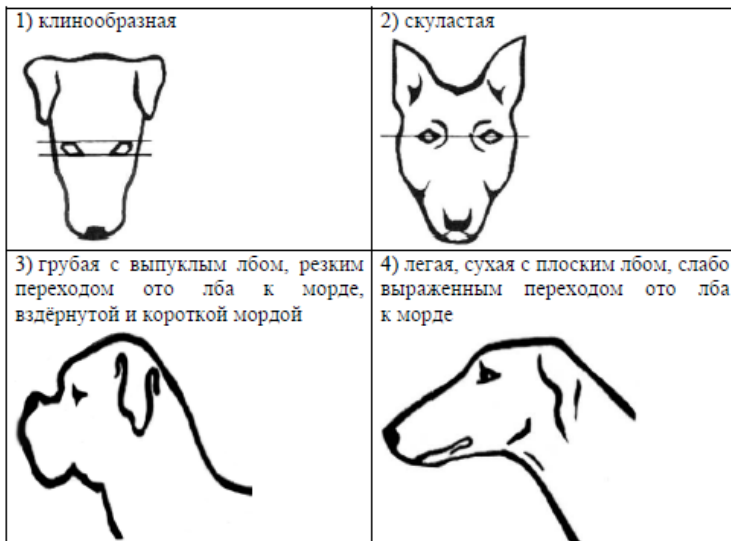 1) клинообразная
2) скуластая
3) грубая с выпуклым лбом, резким
переходом ото лба к морде,
вздёрнутой и короткой мордой
4) легая, сухая с плоским лбом, слабо
выраженным переходом ото лба
к морде